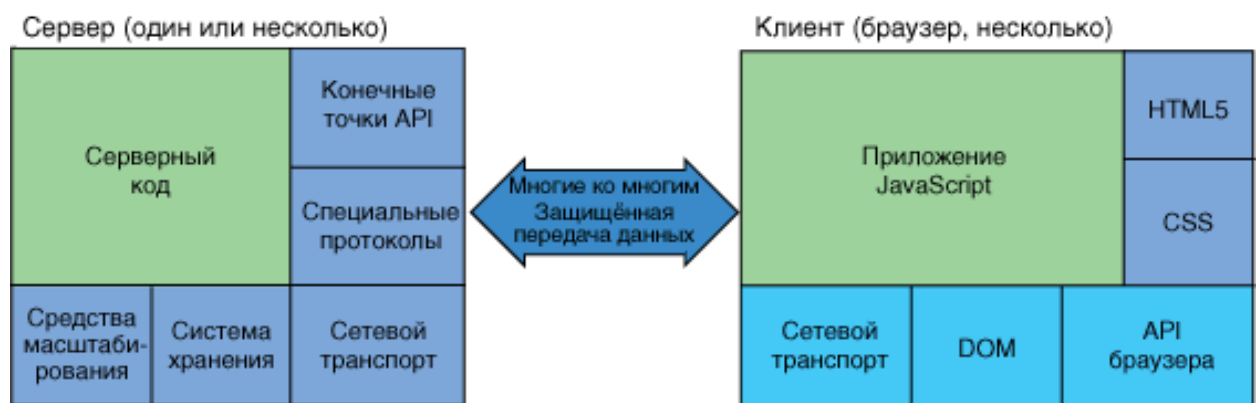 Сервер (один или несколько)
Серверный
код
Конечные
точки API
Специальные
протоколы
Средства
масштаби-
рования
Система
хранения
Сетевой
транспорт
Многие ко многим
Защищённая
передача данных
Клиент (браузер, несколько)
Приложение
JavaScript
HTML5
CSS
Сетевой
транспорт
DOM
API
браузера